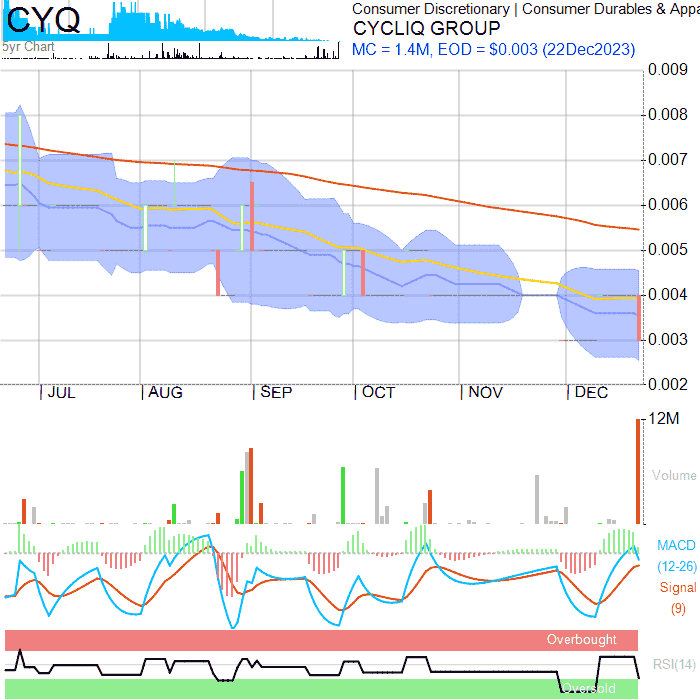 CYQ
Consumer Discretionary | Consumer Durables & Appa
CYCLIQ GROUP
5yr Chart
MC = 1.4M, EOD = $0.003 (22Dec2023)
0.009
0.008
0.007
0.006
0.005
0.004
0.003
0.002
JUL AUG SEP OCT NOV DEC
12M
Volume
MACD
(12-26)
Signal
(9)
Overbought
RSI(14)
Oversold